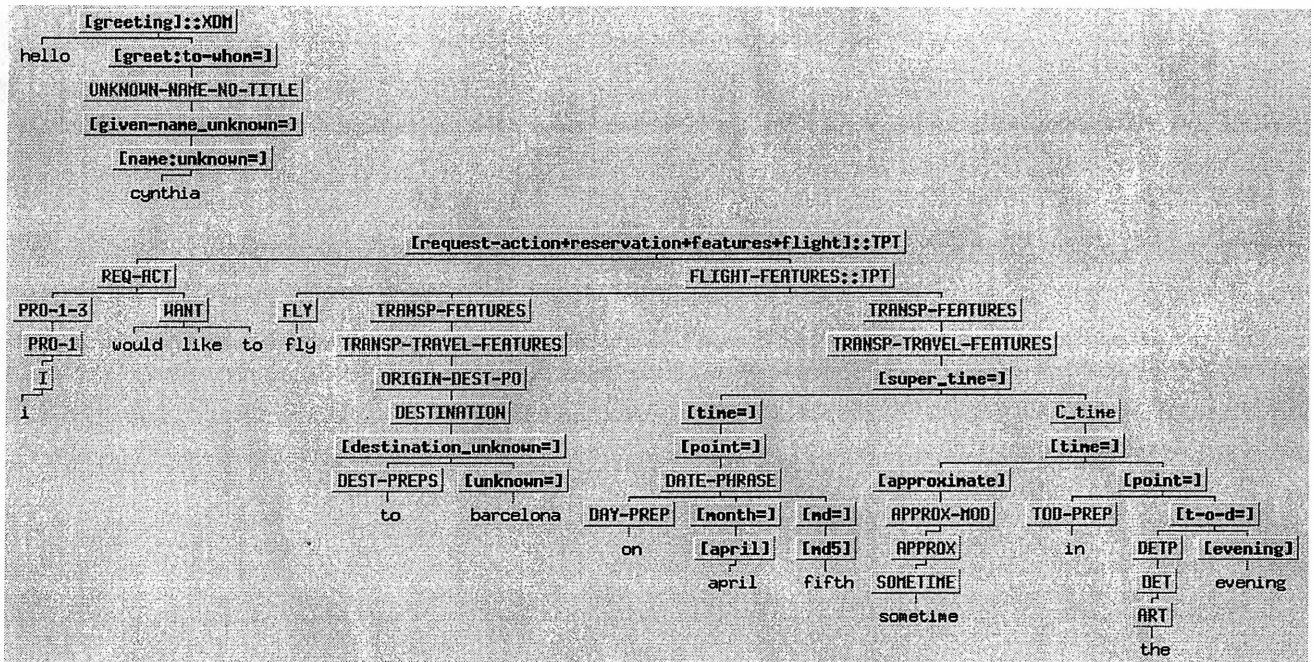 [greeting]::XDM
hello [greet:to-whom=]
UNKNOWN-NAME-NO-TITLE
[given-name_unknown=]
[name:unknown=]
cynthia
[request-action+reservation+features+flight]::TPT
REQ-ACT FLIGHT-FEATURES::TPT
PRO-1-3 WANT FLY TRANSP-FEATURES TRANSP-FEATURES
PRO-1 would like to fly TRANSP-TRAVEL-FEATURES TRANSP-TRAVEL-FEATURES
I ORIGIN-DEST-PO [super_time=]
i DESTINATION [time=] C_time
[destination_unknown=] [point=] [time=]
DEST-PREPS [unknown=] DATE-PHRASE [approximate] [point=]
to barcelona DAY-PREP [month=] [md=] APPROX-MOD TOD-PREP [t-o-d=]
on [april] [md5] APPROX in DETP [evening]
april fifth SOMETIME DET evening
sometime ART
the